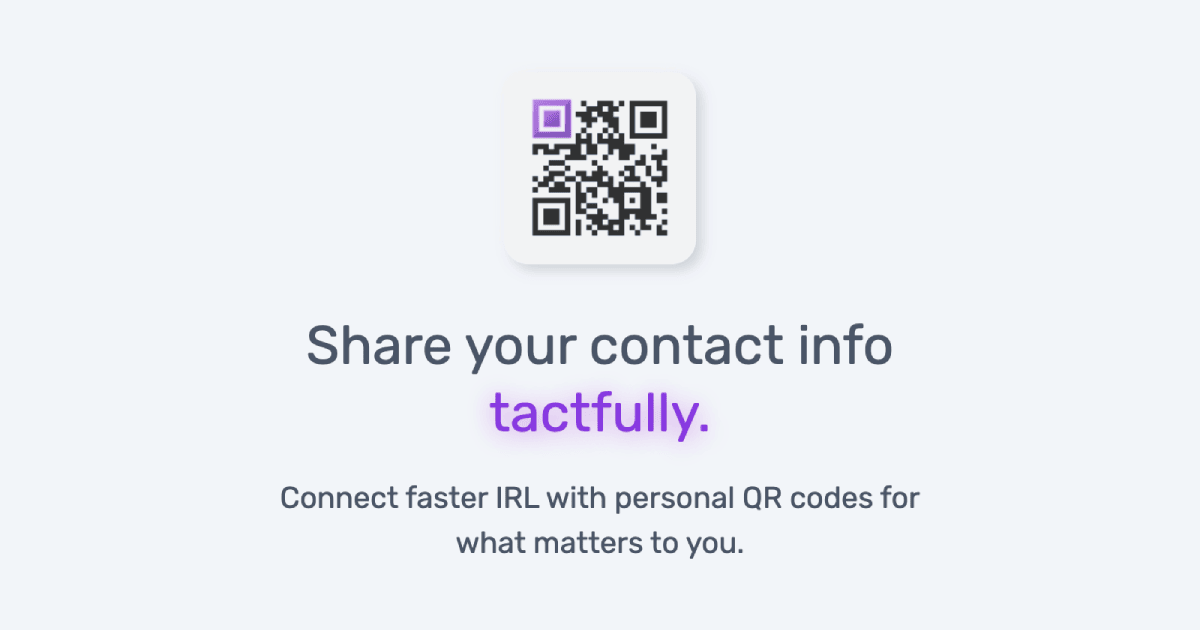 Share your contact info
tactfully.
Connect faster IRL with personal QR codes for
what matters to you.